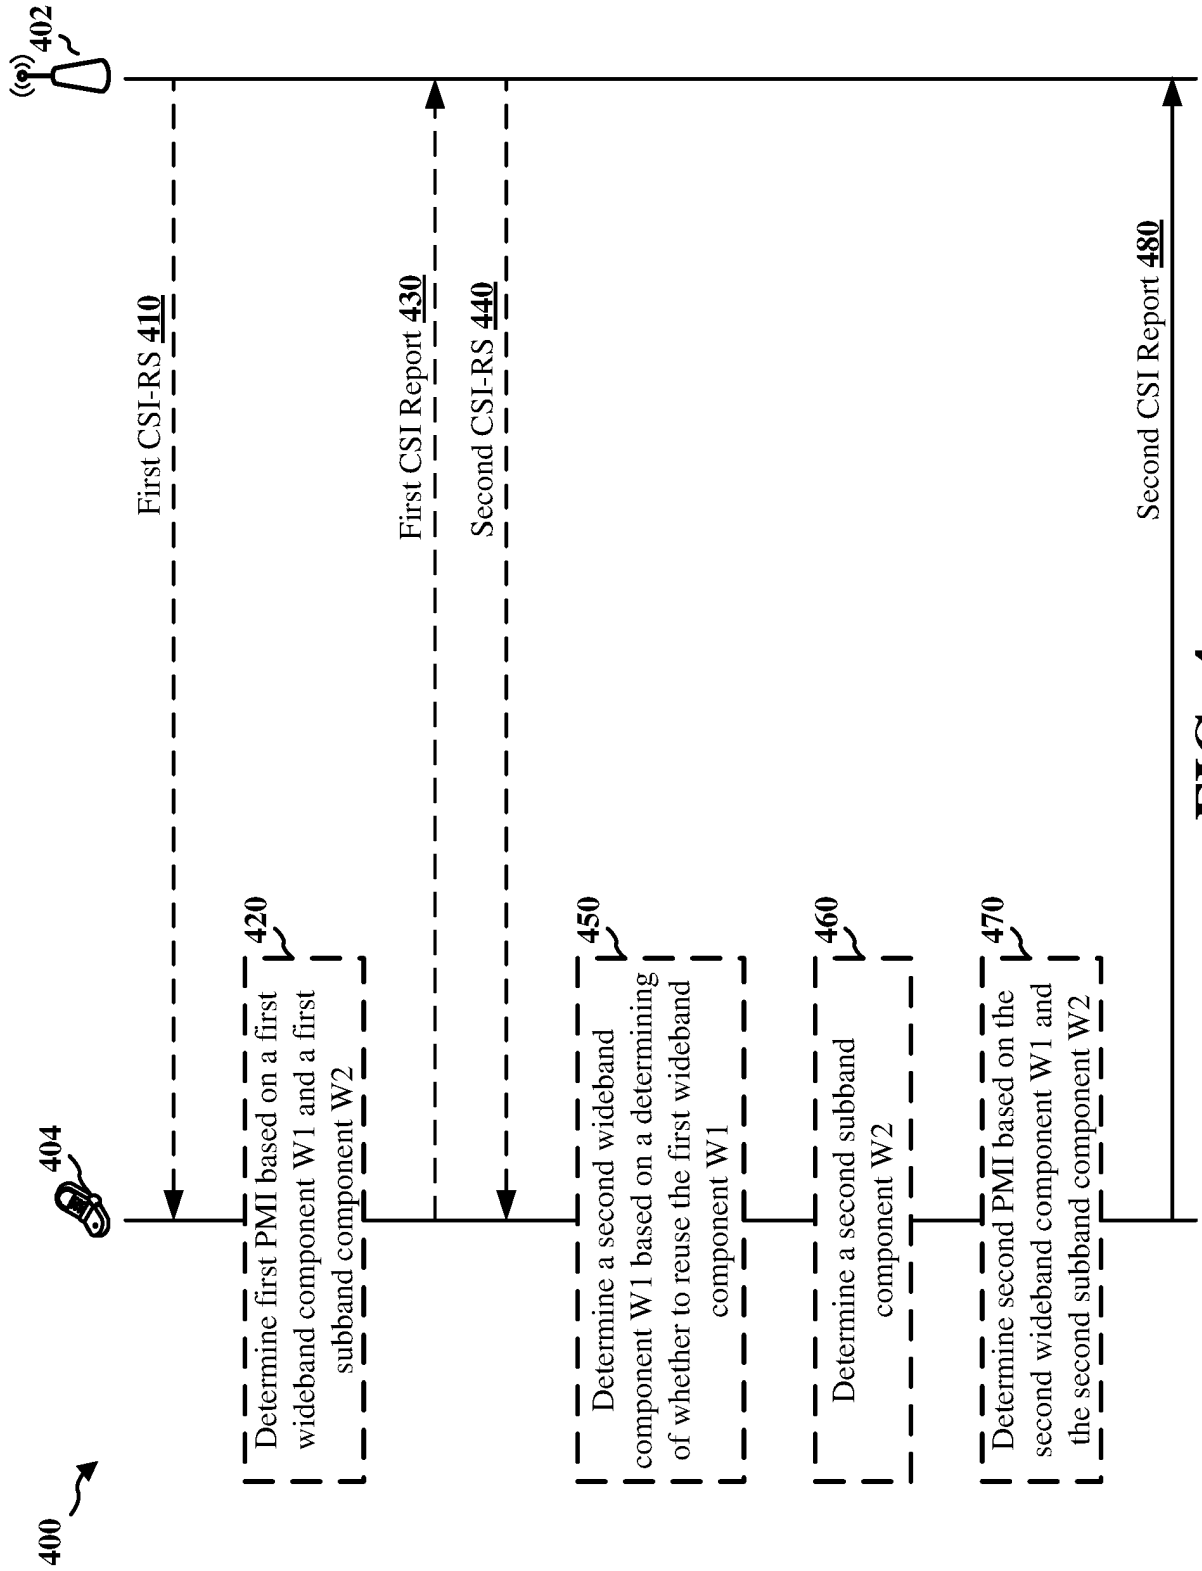 400
404
402
First CSI-RS 410
420
Determine first PMI based on a first
wideband component W1 and a first
subband component W2
First CSI Report 430
Second CSI-RS 440
450
Determine a second wideband
component W1 based on a determining
of whether to reuse the first wideband
component W1
460
Determine a second subband
component W2
470
Determine second PMI based on the
second wideband component W1 and
the second subband component W2
Second CSI Report 480